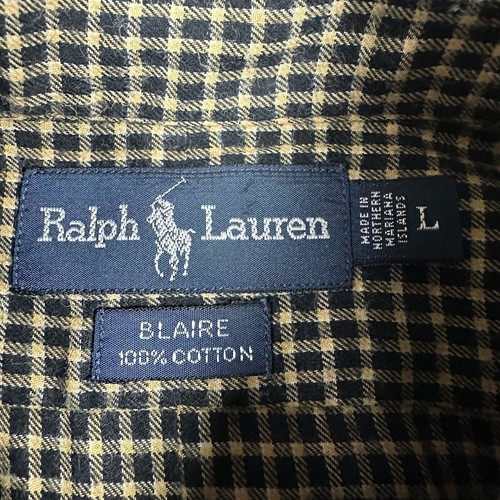 Ralph Lauren
MADE IN
NORTHERN
MARIANA
ISLANDS
L
BLAIRE
100% COTTON